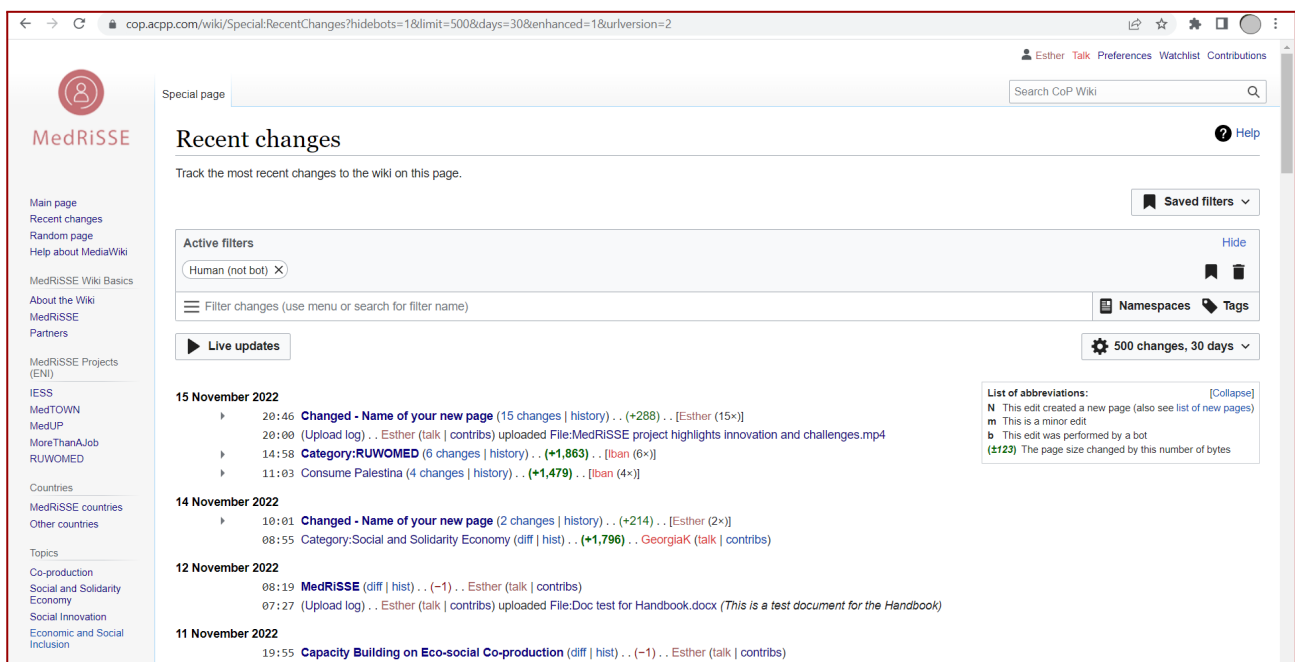 cop.acpp.com/wiki/Special:RecentChanges?hidebots=1&limit=500&days=30&enhanced=1&urlversion=2
Esther Talk Preferences Watchlist Contributions
Special page
Search CoP Wiki
MedRiSSE
Recent changes
Help
Track the most recent changes to the wiki on this page.
Main page
Recent changes
Random page
Help about MediaWiki
MedRiSSE Wiki Basics
About the Wiki
MedRiSSE
Partners
MedRiSSE Projects
(ENI)
IESS
MedTOWN
MedUP
MoreThanAJob
RUWOMED
Countries
MedRiSSE countries
Other countries
Topics
Co-production
Social and Solidarity
Economy
Social Innovation
Economic and Social
Inclusion
Saved filters
Active filters
Hide
Human (not bot)
Filter changes (use menu or search for filter name)
Namespaces
Tags
Live updates
500 changes, 30 days
15 November 2022
20:46 Changed - Name of your new page (15 changes | history) . . (+288) . . [Esther (15×)]
20:00 (Upload log) . . Esther (talk | contribs) uploaded File:MedRiSSE project highlights innovation and challenges.mp4
14:58 Category:RUWOMED (6 changes | history) . . (+1,863) . . [Iban (6×)]
11:03 Consume Palestina (4 changes | history) . . (+1,479) . . [Iban (4×)]
14 November 2022
10:01 Changed - Name of your new page (2 changes | history) . . (+214) . . [Esther (2×)]
08:55 Category:Social and Solidarity Economy (diff | hist) . . (+1,796) . . GeorgiaK (talk | contribs)
12 November 2022
08:19 MedRiSSE (diff | hist) . . (−1) . . Esther (talk | contribs)
07:27 (Upload log) . . Esther (talk | contribs) uploaded File:Doc test for Handbook.docx (This is a test document for the Handbook)
11 November 2022
19:55 Capacity Building on Eco-social Co-production (diff | hist) . . (−1) . . Esther (talk | contribs)
List of abbreviations: [Collapse]
N This edit created a new page (also see list of new pages)
m This is a minor edit
b This edit was performed by a bot
(±123) The page size changed by this number of bytes